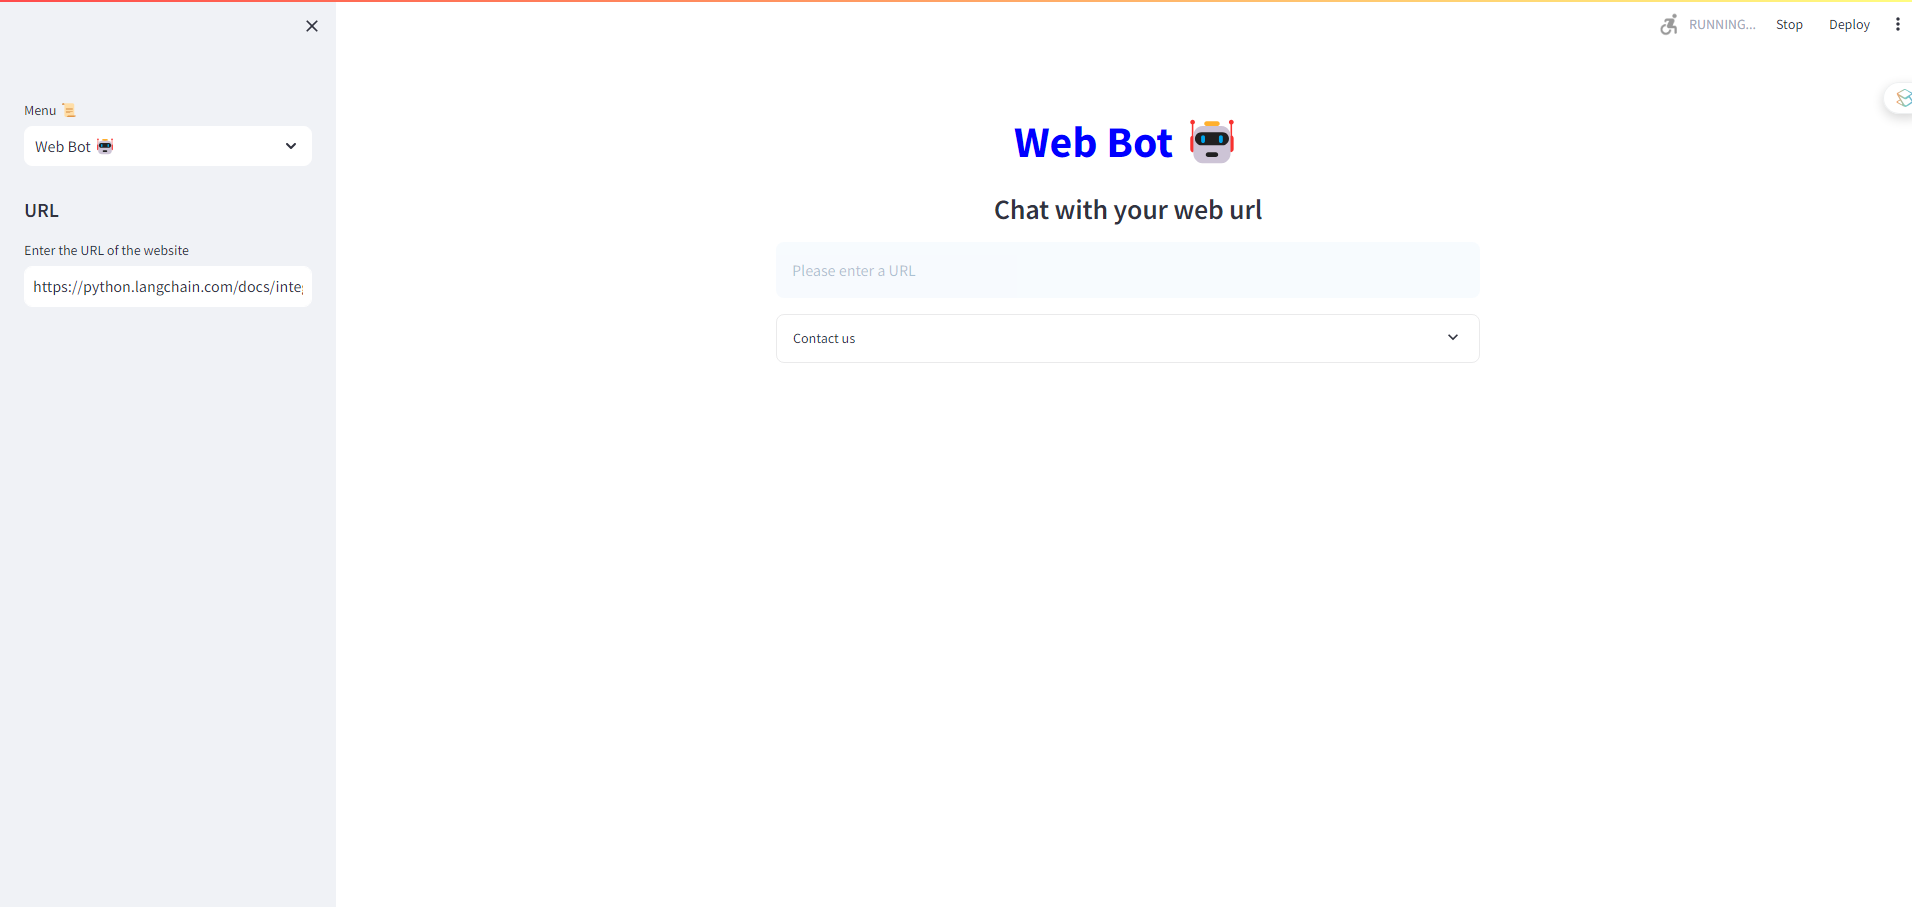 RUNNING...
Stop
Deploy
Menu 📜
Web Bot 🤖
URL
Enter the URL of the website
https://python.langchain.com/docs/inte
Web Bot 🤖
Chat with your web url
Please enter a URL
Contact us